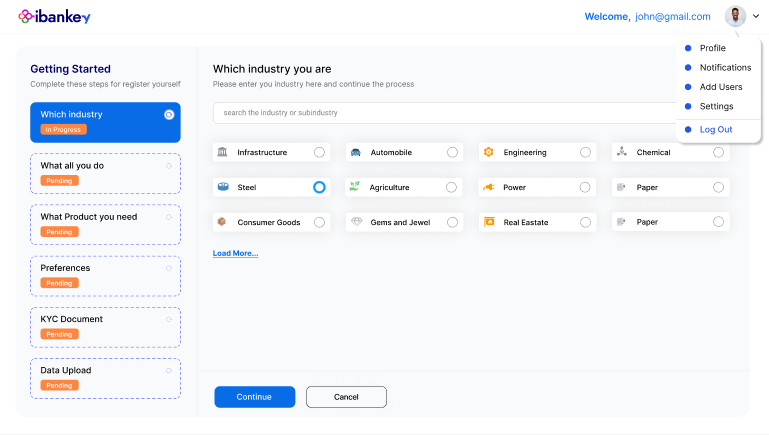 ibankey
Welcome, john@gmail.com
Profile
Notifications
Add Users
Settings
Log Out
Getting Started
Complete these steps for register yourself
Which industry
In Progress
What all you do
Pending
What Product you need
Pending
Preferences
Pending
KYC Document
Pending
Data Upload
Pending
Which industry you are
Please enter you industry here and continue the process
search the industry or subindustry
Infrastructure
Automobile
Engineering
Chemical
Steel
Agriculture
Power
Paper
Consumer Goods
Gems and Jewel
Real Eastate
Paper
Load More...
Continue
Cancel